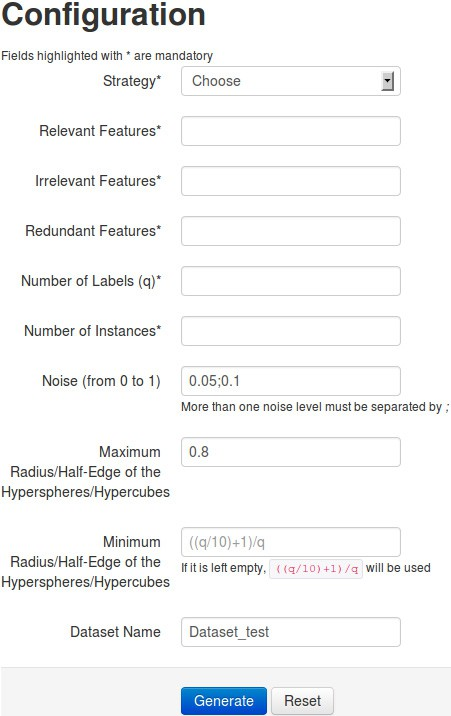 Configuration
Fields highlighted with * are mandatory
Strategy* Choose
Relevant Features*
Irrelevant Features*
Redundant Features*
Number of Labels (q)*
Number of Instances*
Noise (from 0 to 1) 0.05;0.1
More than one noise level must be separated by ;
Maximum 0.8
Radius/Half-Edge of the
Hyperspheres/Hypercubes
Minimum ((q/10)+1)/q
Radius/Half-Edge of the If it is left empty, ((q/10)+1)/q will be used
Hyperspheres/Hypercubes
Dataset Name Dataset_test
Generate Reset